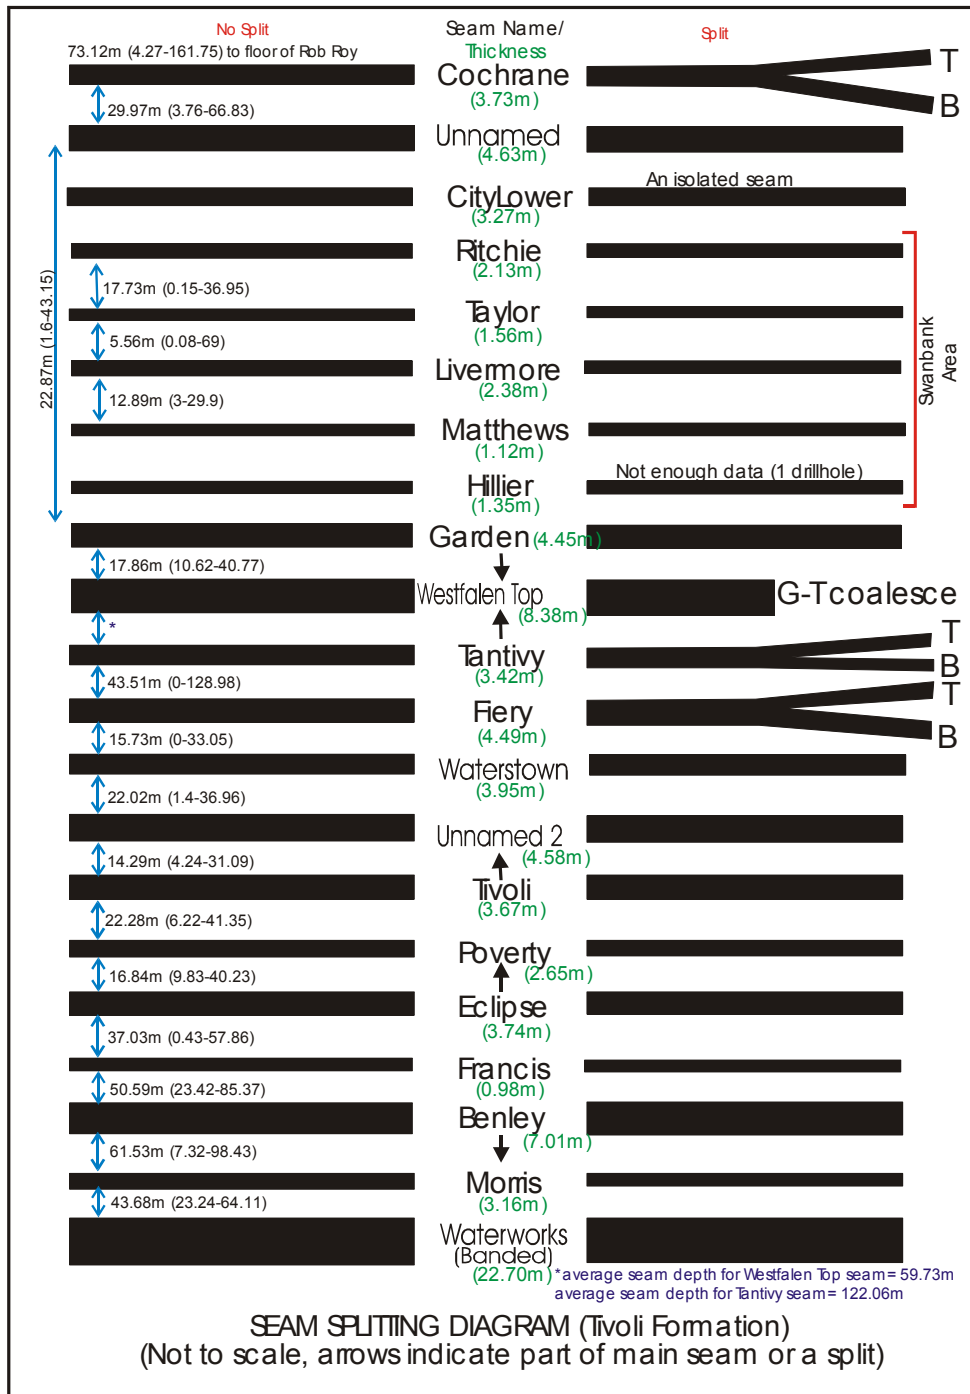 No Split
Seam Name/
Split
73.12m (4.27-161.75) to floor of Rob Roy
Thickness
Cochrane
T
(3.73m)
B
29.97m (3.76-66.83)
Unnamed
(4.63m)
An isolated seam
CityLower
(3.27m)
Ritchie
(2.13m)
17.73m (0.15-36.95)
Taylor
(1.56m)
5.56m (0.08-69)
22.87m (1.6-43.15)
Swanbank
Area
Livermore
(2.38m)
12.89m (3-29.9)
Matthews
(1.12m)
Not enough data (1 drillhole)
Hillier
(1.35m)
Garden (4.45m)
17.86m (10.62-40.77)
Westfalen Top
G-Tcoalesce
(8.38m)
*
T
Tantivy
B
(3.42m)
43.51m (0-128.98)
T
Fiery
B
(4.49m)
15.73m (0-33.05)
Waterstown
(3.95m)
22.02m (1.4-36.96)
Unnamed 2
(4.58m)
14.29m (4.24-31.09)
Tivoli
(3.67m)
22.28m (6.22-41.35)
Poverty
(2.65m)
16.84m (9.83-40.23)
Eclipse
(3.74m)
37.03m (0.43-57.86)
Francis
(0.98m)
50.59m (23.42-85.37)
Benley
(7.01m)
61.53m (7.32-98.43)
Morris
(3.16m)
43.68m (23.24-64.11)
Waterworks
(Banded)
(22.70m)
*average seam depth for Westfalen Top seam= 59.73m
average seam depth for Tantivy seam= 122.06m
SEAM SPLITTING DIAGRAM (Tivoli Formation)
(Not to scale, arrows indicate part of main seam or a split)